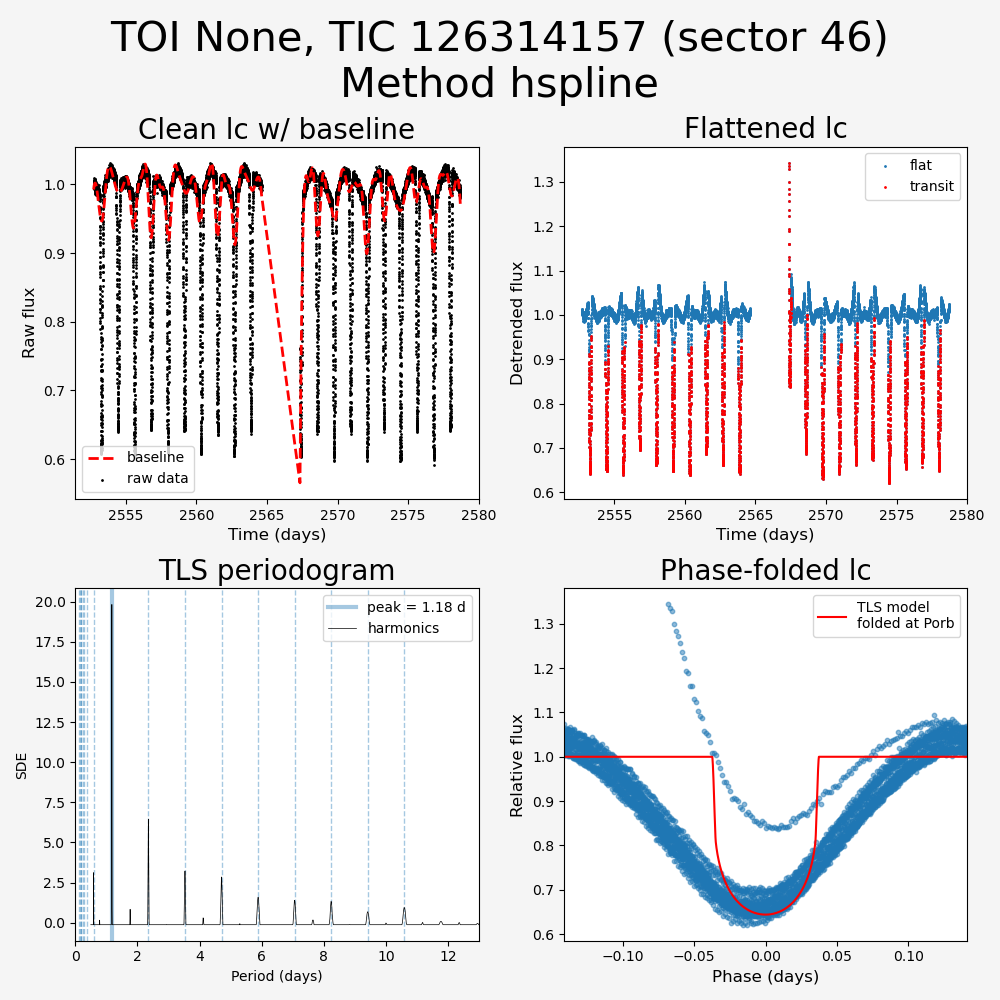 TOI None, TIC 126314157 (sector 46)
Method hspline
Clean lc w/ baseline
Raw flux
1.0
0.9
0.8
0.7
0.6
baseline
raw data
2555
2560
2565
2570
2575
2580
Time (days)
Flattened lc
Detrended flux
1.3
1.2
1.1
1.0
0.9
0.8
0.7
0.6
flat
transit
2555
2560
2565
2570
2575
2580
Time (days)
TLS periodogram
SDE
20.0
17.5
15.0
12.5
10.0
7.5
5.0
2.5
0.0
peak = 1.18 d
harmonics
0
2
4
6
8
10
12
Period (days)
Phase-folded lc
Relative flux
1.3
1.2
1.1
1.0
0.9
0.8
0.7
0.6
TLS model
folded at Porb
−0.10
−0.05
0.00
0.05
0.10
Phase (days)